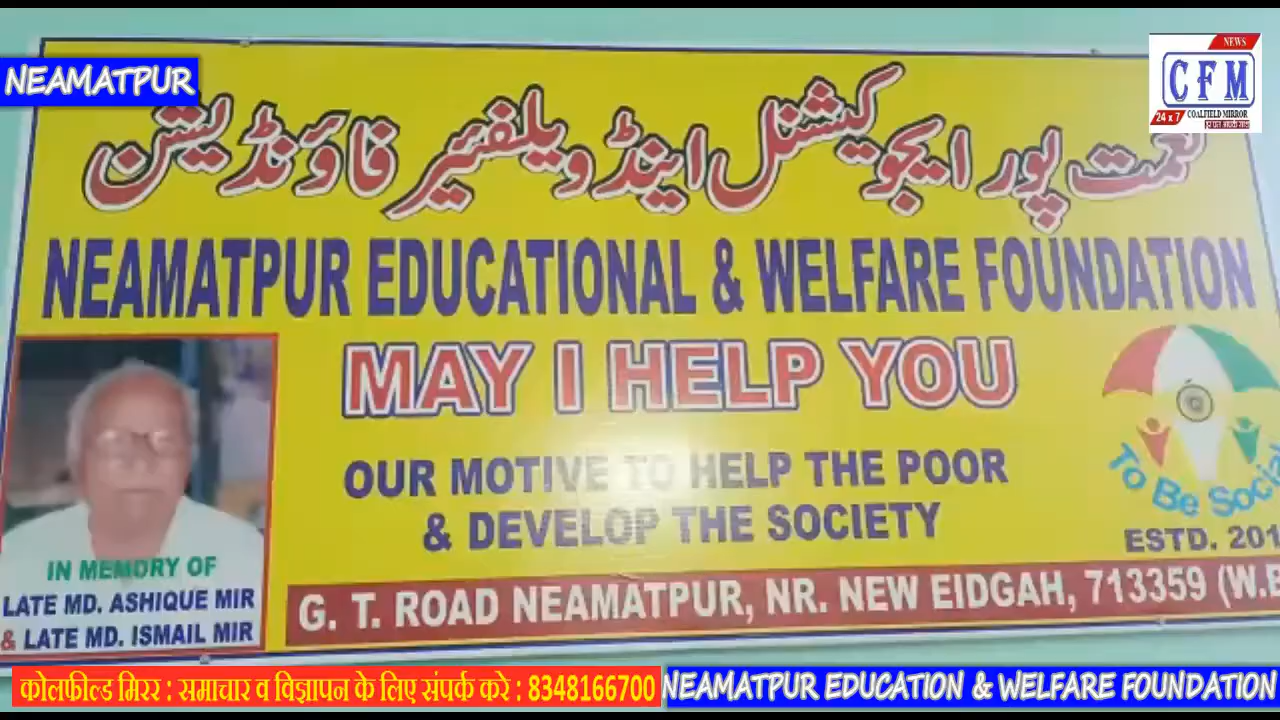 NEAMATPUR
NEWS
CFM
24 x 7 COALFIELD MIRROR
نعمت پور ایجوکیشنل اینڈ ویلفئیر فاؤنڈیشن
NEAMATPUR EDUCATIONAL & WELFARE FOUNDATION
MAY I HELP YOU
OUR MOTIVE TO HELP THE POOR
& DEVELOP THE SOCIETY
To Be Social
ESTD. 201
IN MEMORY OF
LATE MD. ASHIQUE MIR
& LATE MD. ISMAIL MIR
G. T. ROAD NEAMATPUR, NR. NEW EIDGAH, 713359 (W.B
कोलफील्ड मिरर : समाचार व विज्ञापन के लिए संपर्क करे : 8348166700
NEAMATPUR EDUCATION & WELFARE FOUNDATION